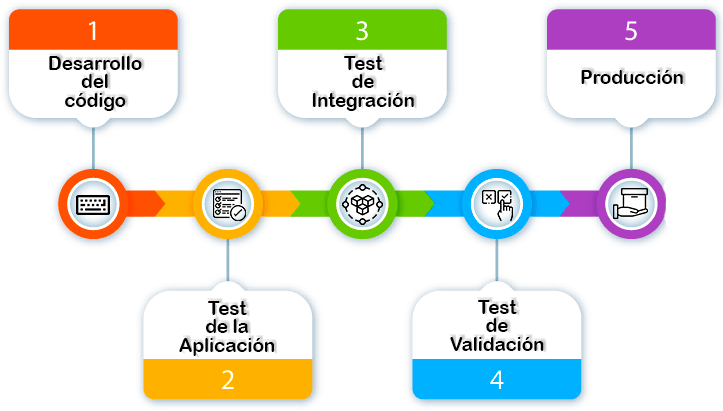 1
Desarrollo
del
código
2
Test
de la
Aplicación
3
Test
de
Integración
4
Test
de
Validación
5
Producción